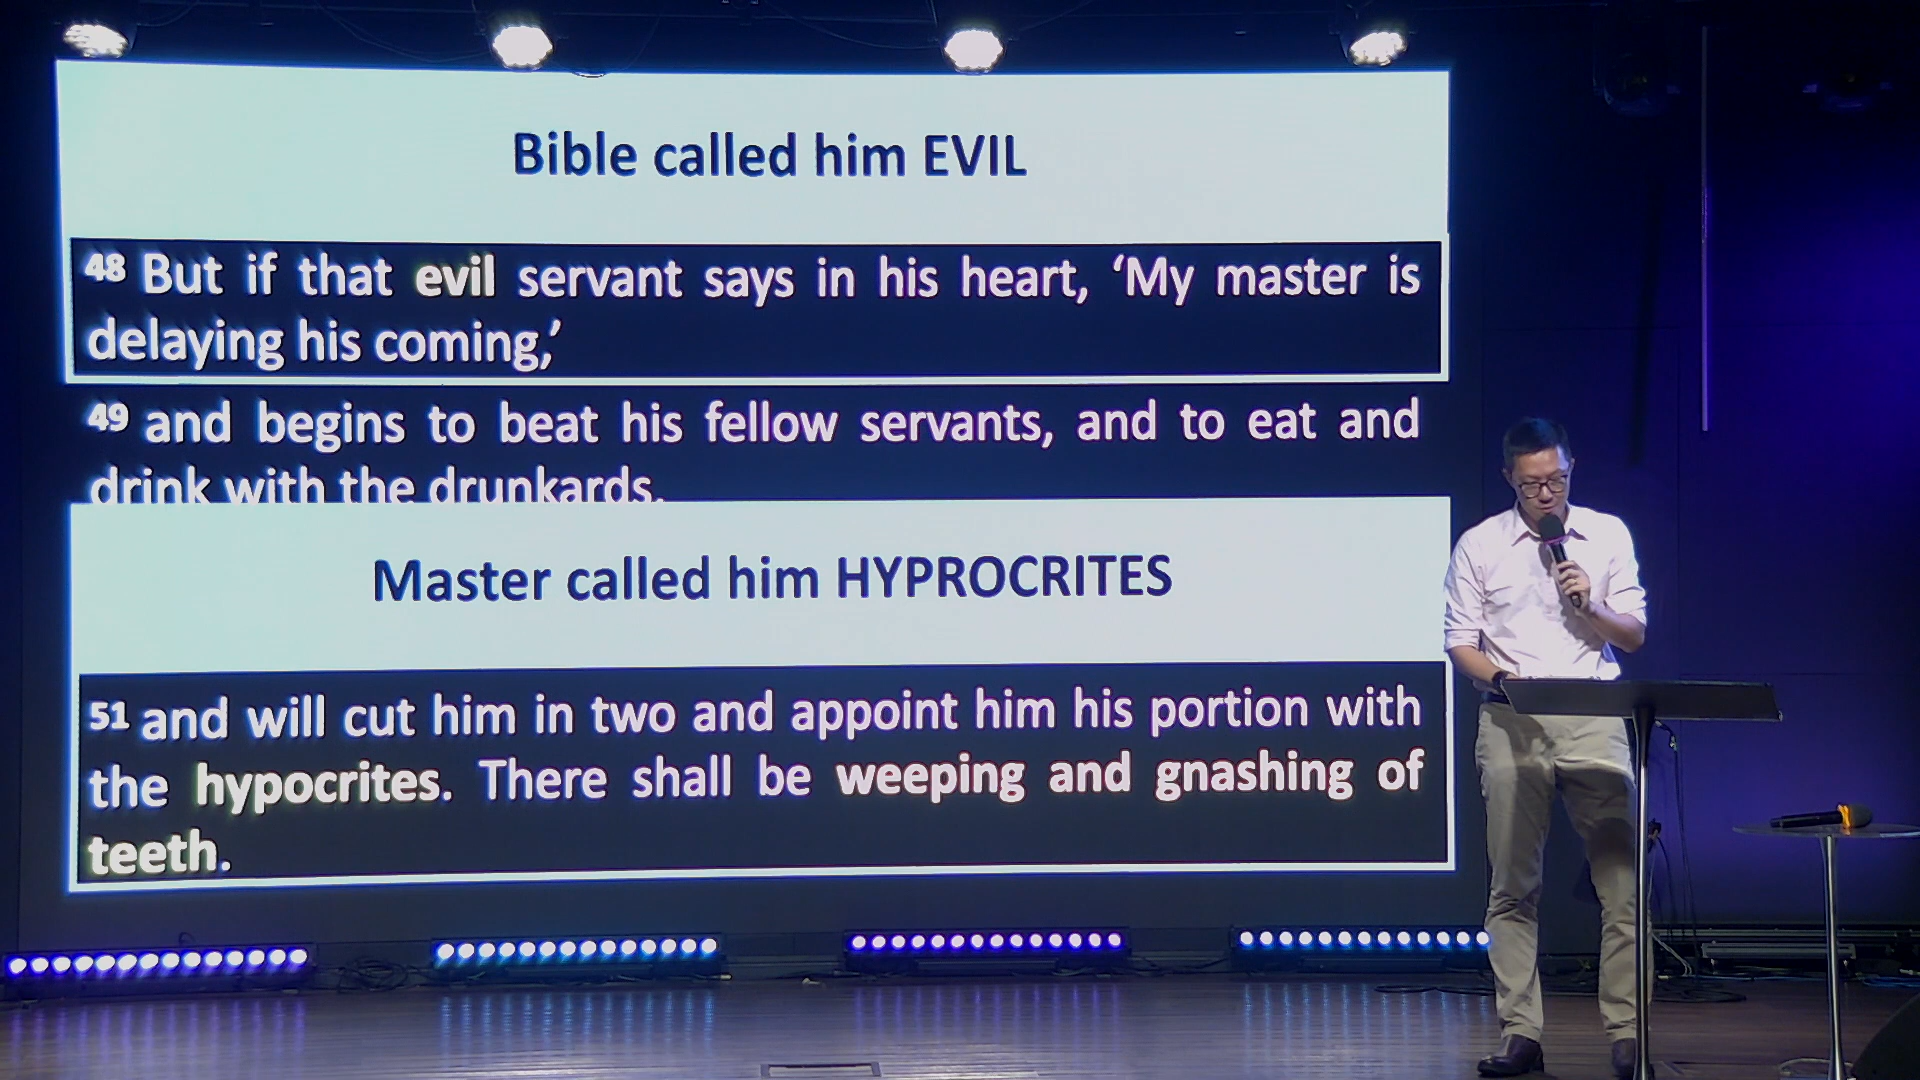 Bible called him EVIL
48 But if that evil servant says in his heart, ‘My master is
delaying his coming,’
49 and begins to beat his fellow servants, and to eat and
drink with the drunkards.
Master called him HYPROCRITES
51 and will cut him in two and appoint him his portion with
the hypocrites. There shall be weeping and gnashing of
teeth.